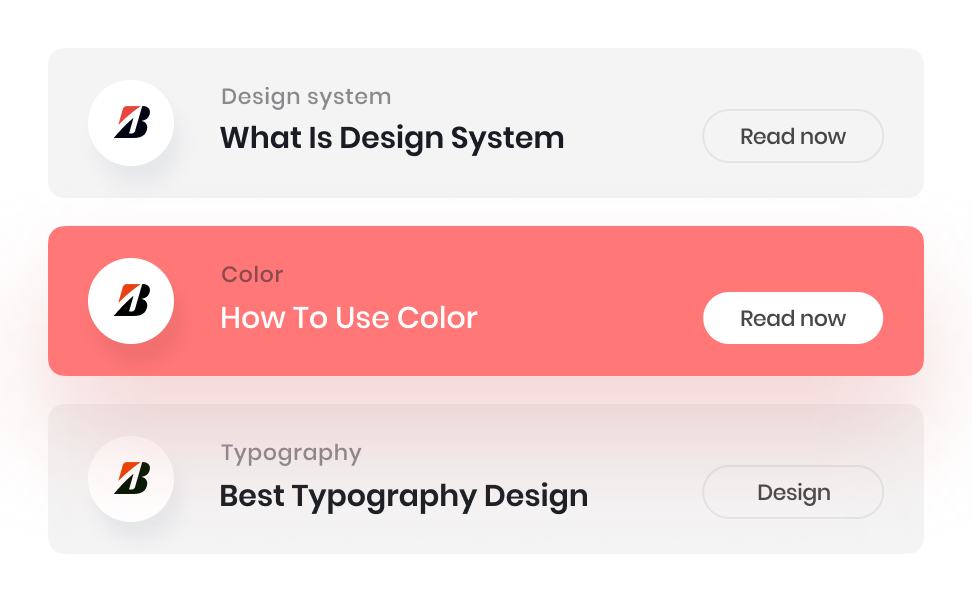 Design system
What Is Design System
Read now
Color
How To Use Color
Read now
Typography
Best Typography Design
Design